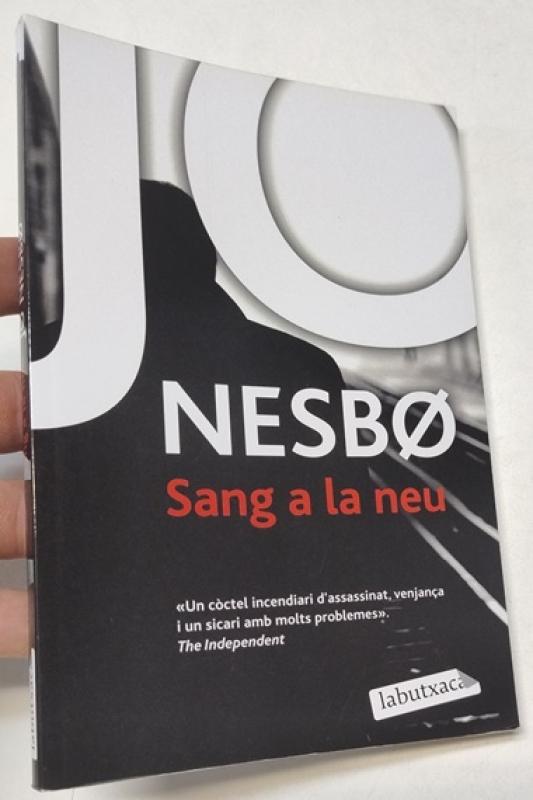 JO
NESBØ
Sang a la neu
«Un còctel incendiari d'assassinat, venjança
i un sicari amb molts problemes».
The Independent
labutxaca